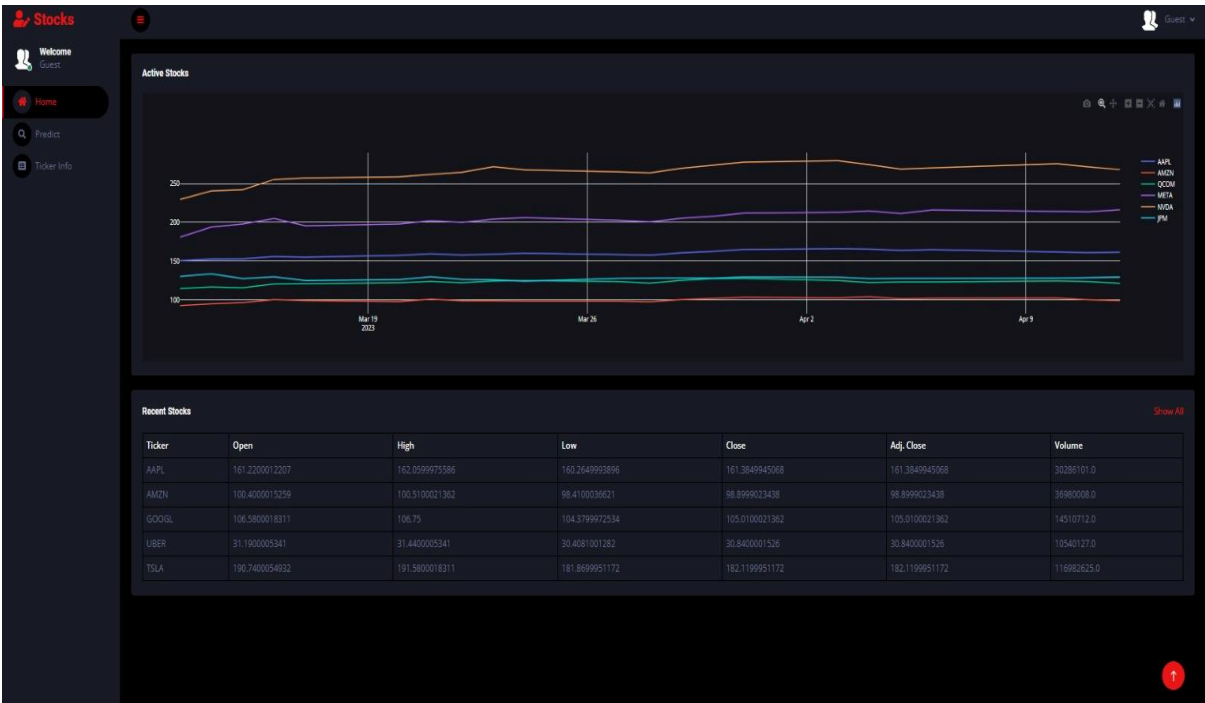 Stocks
Guest
Welcome
Guest
Home
Predict
Ticker Info
Active Stocks
250
200
150
100
Mar 19
2023
Mar 26
Apr 2
Apr 9
AAPL
AMZN
QCOM
META
NVDA
JPM
Recent Stocks
Show All
Ticker Open High Low Close Adj. Close Volume
AAPL 161.2200012207 162.0599975586 160.2649993896 161.3849945068 161.3849945068 30286101.0
AMZN 100.4000015259 100.5100021362 98.4100036621 98.8999023438 98.8999023438 36980008.0
GOOGL 106.5800018311 106.75 104.3799972534 105.0100021362 105.0100021362 14510712.0
UBER 31.1900005341 31.4400005341 30.4081001282 30.8400001526 30.8400001526 10540127.0
TSLA 190.7400054932 191.5800018311 181.8699951172 182.1199951172 182.1199951172 116982625.0